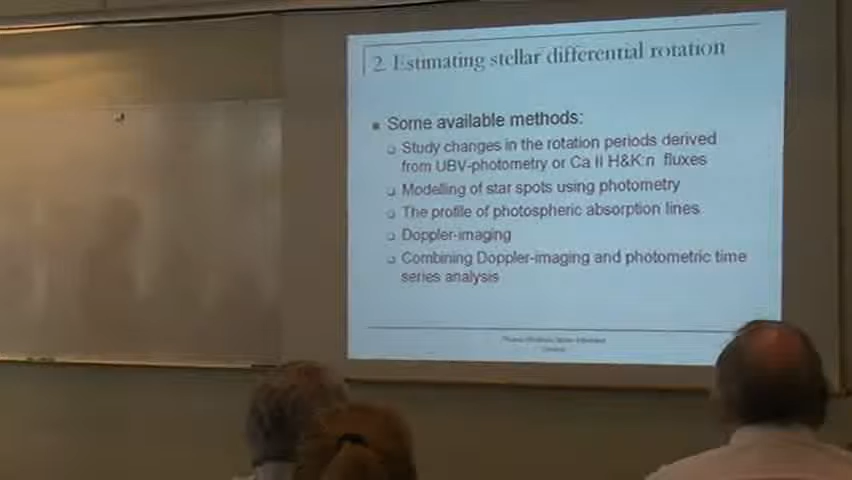 2. Estimating stellar differential rotation
Some available methods:
Study changes in the rotation periods derived
from UBV-photometry or Ca II H&K:n fluxes
Modelling of star spots using photometry
The profile of photospheric absorption lines
Doppler-imaging
Combining Doppler-imaging and photometric time
series analysis